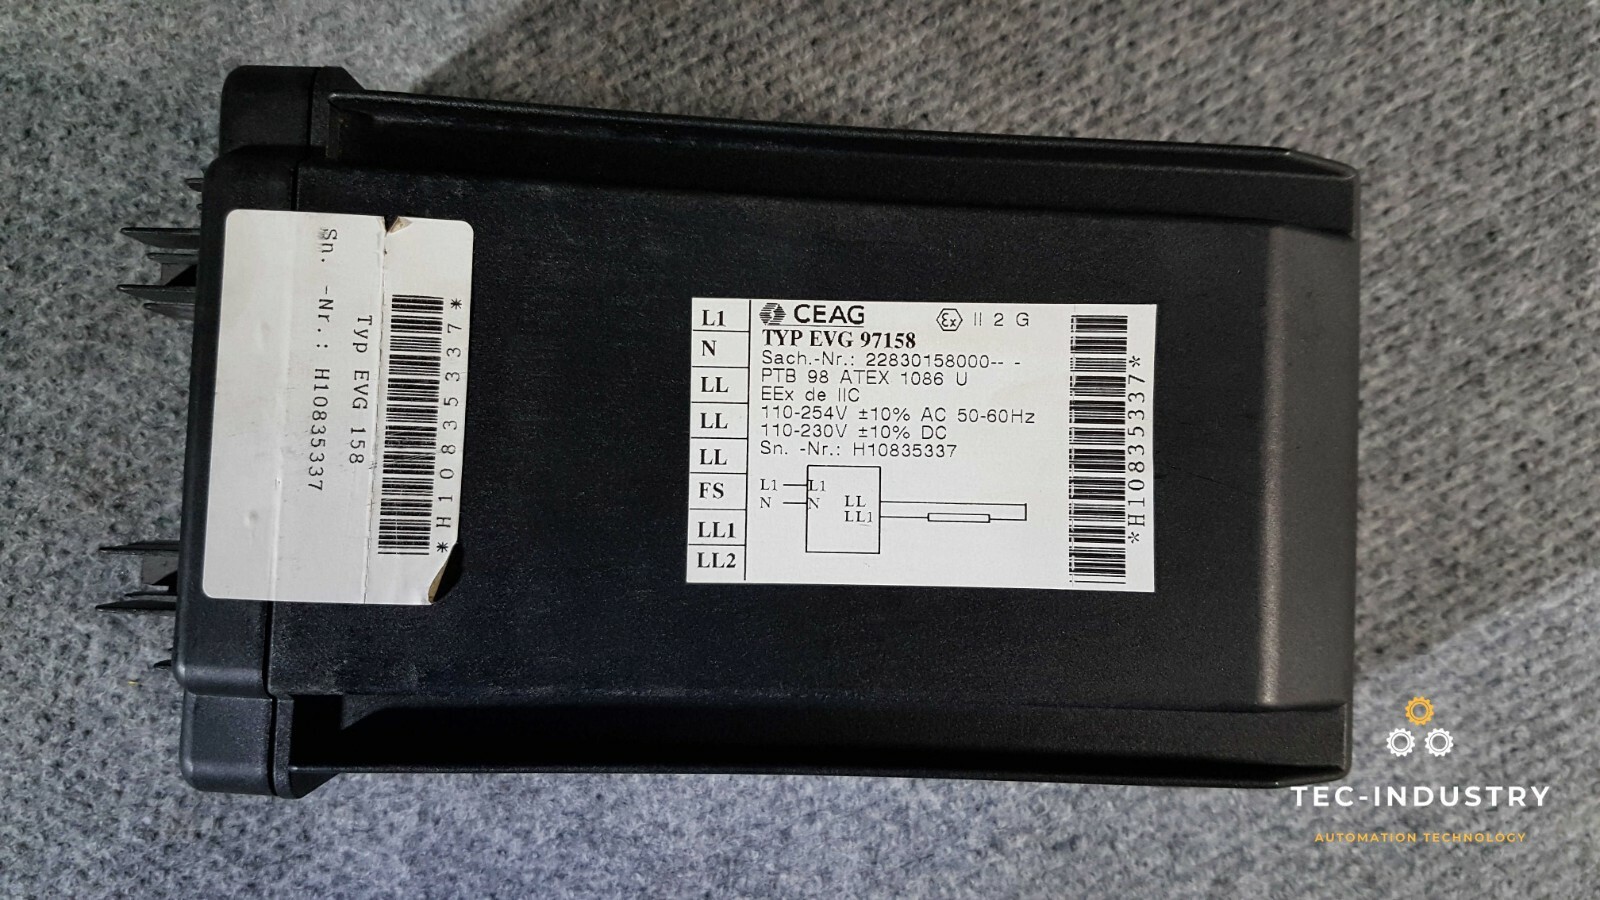 Sn. -Nr.: H10835337
Typ EVG 158
*H10835337*
L1
N
LL
LL
LL
FS
LL1
LL2
CEAG
Ex II 2 G
TYP EVG 97158
Sach.-Nr.: 22830158000-- -
PTB 98 ATEX 1086 U
EEx de IIC
110-254V ±10% AC 50-60Hz
110-230V ±10% DC
Sn. -Nr.: H10835337
L1 L1
N N LL
LL1
*H10835337*
TEC-INDUSTRY
AUTOMATION TECHNOLOGY